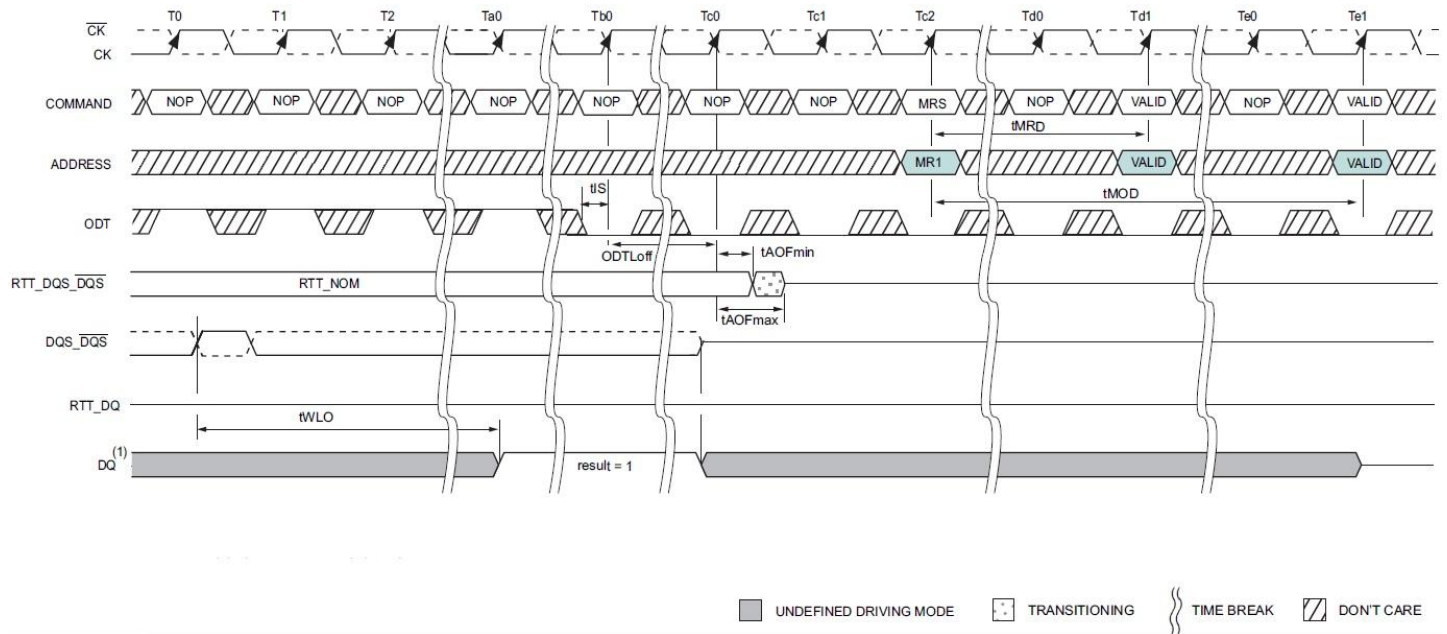 T0 T1 T2 Ta0 Tb0 Tc0 Tc1 Tc2 Td0 Td1 Te0 Te1
CK
CK
COMMAND NOP NOP NOP NOP NOP NOP NOP MRS NOP VALID NOP VALID
tMRD
ADDRESS MR1 VALID VALID
tIS
tMOD
ODT
ODTLoff tAOFmin
RTT_DQS_DQS RTT_NOM
tAOFmax
DQS_DQS
RTT_DQ
tWLO
DQ(1) result = 1
UNDEFINED DRIVING MODE TRANSITIONING TIME BREAK DON'T CARE